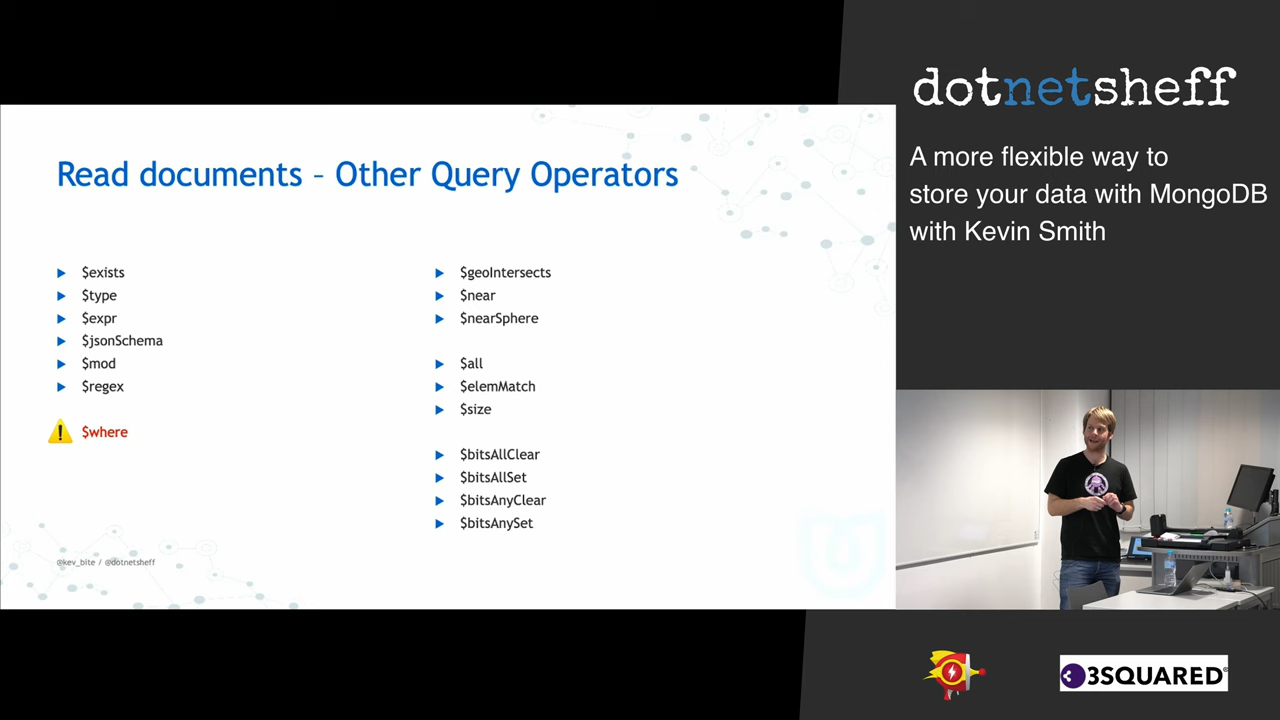 Read documents – Other Query Operators
$exists
$type
$expr
$jsonSchema
$mod
$regex
$where
$geoIntersects
$near
$nearSphere
$all
$elemMatch
$size
$bitsAllClear
$bitsAllSet
$bitsAnyClear
$bitsAnySet
@kev_bite / @dotnetsheff
dotnetsheff
A more flexible way to
store your data with MongoDB
with Kevin Smith
3SQUARED